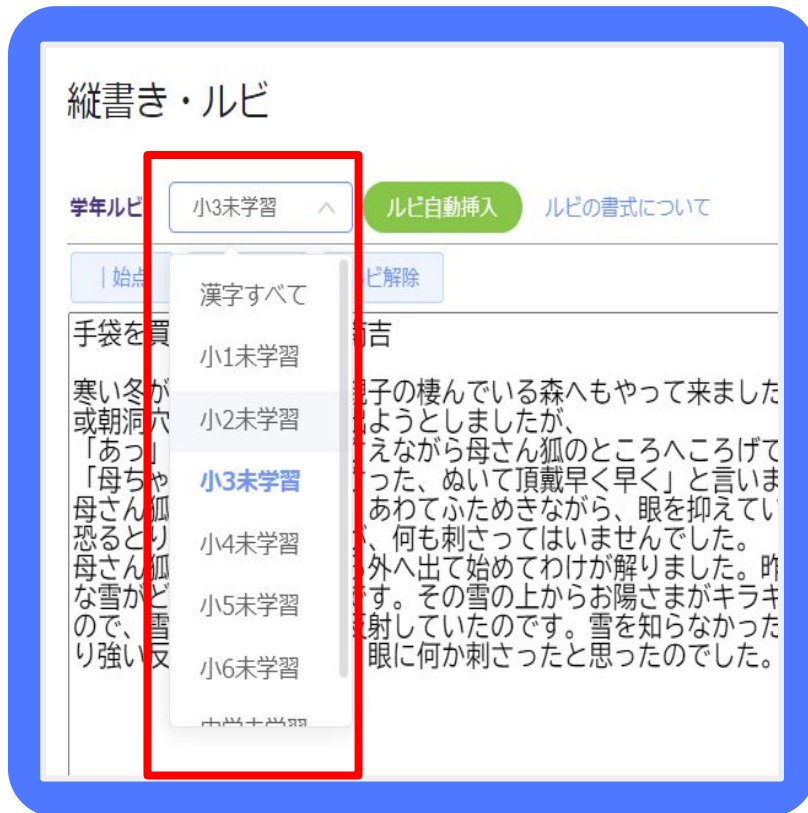 縦書き・ルビ
学年ルビ 小3未学習 ルビ自動挿入 ルビの書式について
|始点 ルビ解除
漢字すべて
小1未学習
小2未学習
小3未学習
小4未学習
小5未学習
小6未学習
手袋を買 南吉
寒い冬が 親子の棲んでいる森へもやって来ました
或朝洞穴 出ようとしましたが、
「あっ」 えながら母さん狐のところへころげて
「母ちゃ った、ぬいて頂戴早く早く」と言いま
母さん狐 あわてふためきながら、眼を抑えてい
恐るとり 、何も刺さってはいませんでした。
母さん狐 外へ出て始めてわけが解りました。昨
な雪がど です。その雪の上からお陽さまがキラキ
ので、雪 反射していたのです。雪を知らなかった
り強い反 眼に何か刺さったと思ったのでした。